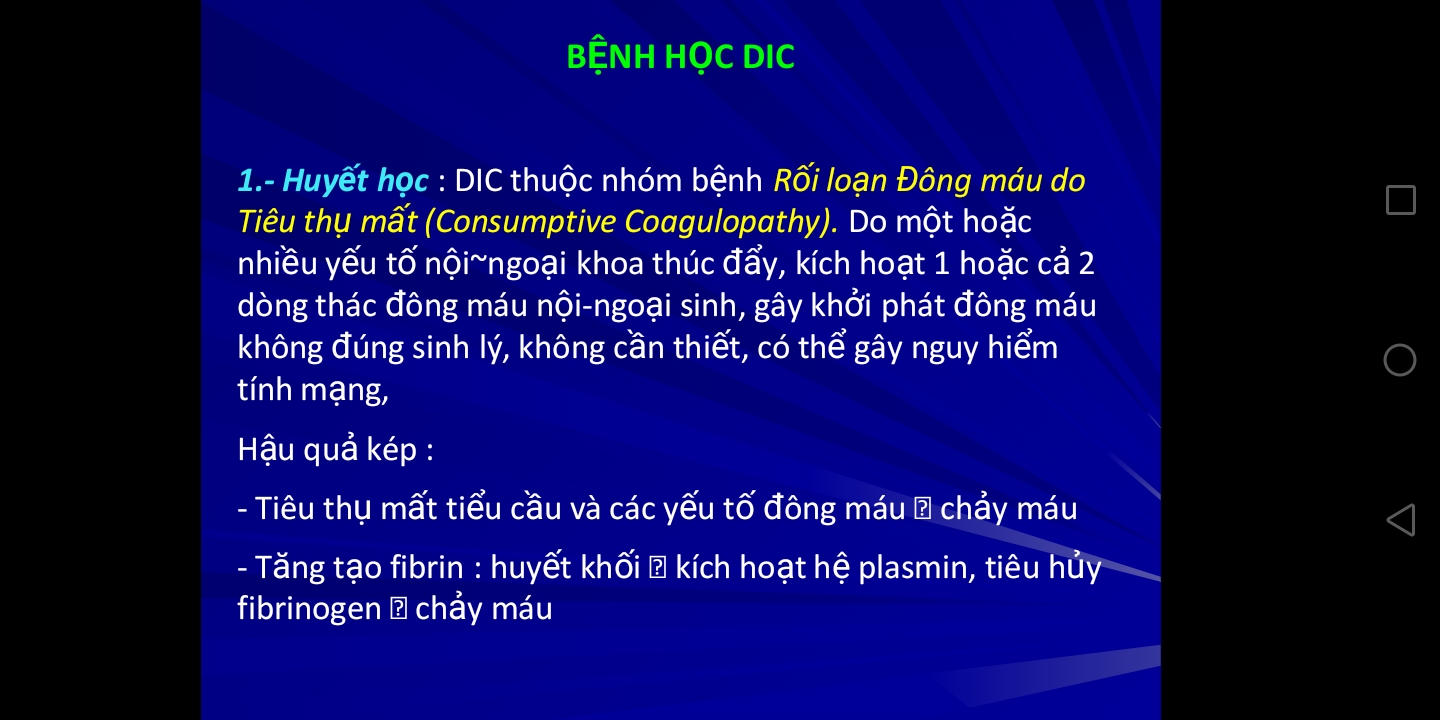 BỆNH HỌC DIC
1.- Huyết học : DIC thuộc nhóm bệnh Rối loạn Đông máu do
Tiêu thụ mất (Consumptive Coagulopathy). Do một hoặc
nhiều yếu tố nội~ngoại khoa thúc đẩy, kích hoạt 1 hoặc cả 2
dòng thác đông máu nội-ngoại sinh, gây khởi phát đông máu
không đúng sinh lý, không cần thiết, có thể gây nguy hiểm
tính mạng,
Hậu quả kép :
- Tiêu thụ mất tiểu cầu và các yếu tố đông máu ⍰ chảy máu
- Tăng tạo fibrin : huyết khối ⍰ kích hoạt hệ plasmin, tiêu hủy
fibrinogen ⍰ chảy máu